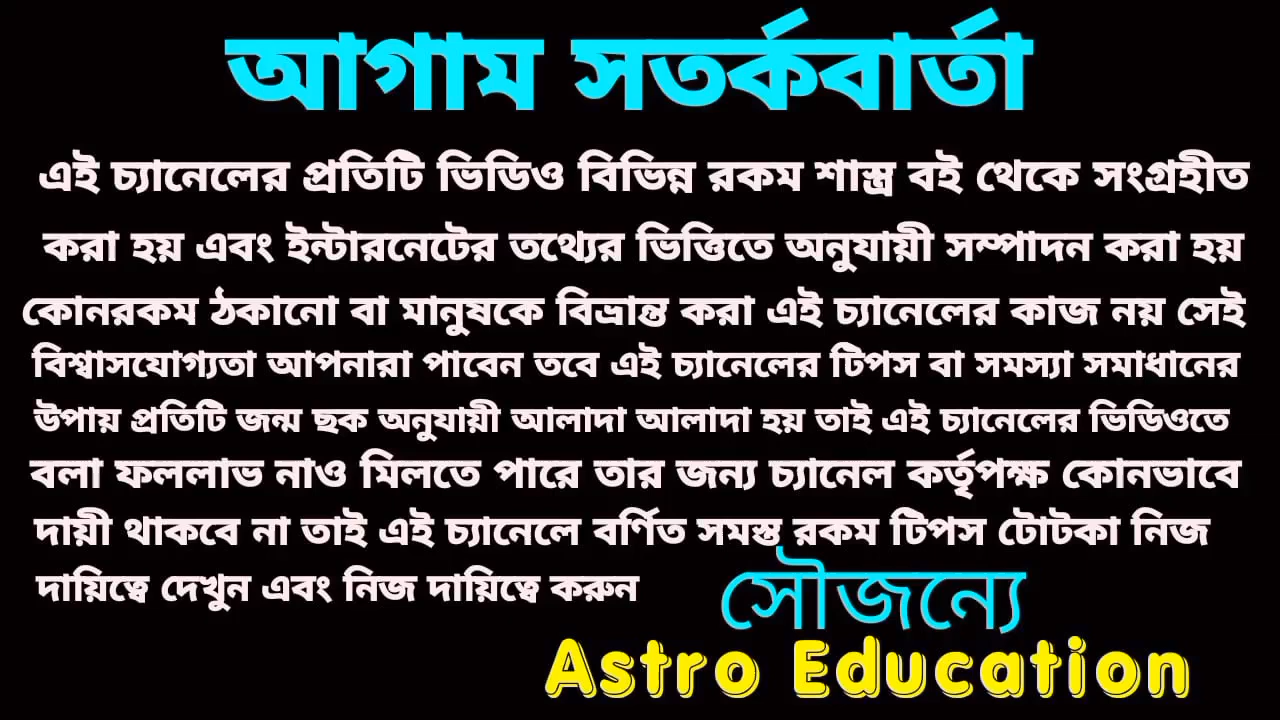 আগাম সতর্কবার্তা
এই চ্যানেলের প্রতিটি ভিডিও বিভিন্ন রকম শাস্ত্র বই থেকে সংগ্রহীত
করা হয় এবং ইন্টারনেটের তথ্যের ভিত্তিতে অনুযায়ী সম্পাদন করা হয়
কোনরকম ঠকানো বা মানুষকে বিভ্রান্ত করা এই চ্যানেলের কাজ নয় সেই
বিশ্বাসযোগ্যতা আপনারা পাবেন তবে এই চ্যানেলের টিপস বা সমস্যা সমাধানের
উপায় প্রতিটি জন্ম ছক অনুযায়ী আলাদা আলাদা হয় তাই এই চ্যানেলের ভিডিওতে
বলা ফললাভ নাও মিলতে পারে তার জন্য চ্যানেল কর্তৃপক্ষ কোনভাবে
দায়ী থাকবে না তাই এই চ্যানেলে বর্ণিত সমস্ত রকম টিপস টোটকা নিজ
দায়িত্বে দেখুন এবং নিজ দায়িত্বে করুন
সৌজন্যে
Astro Education